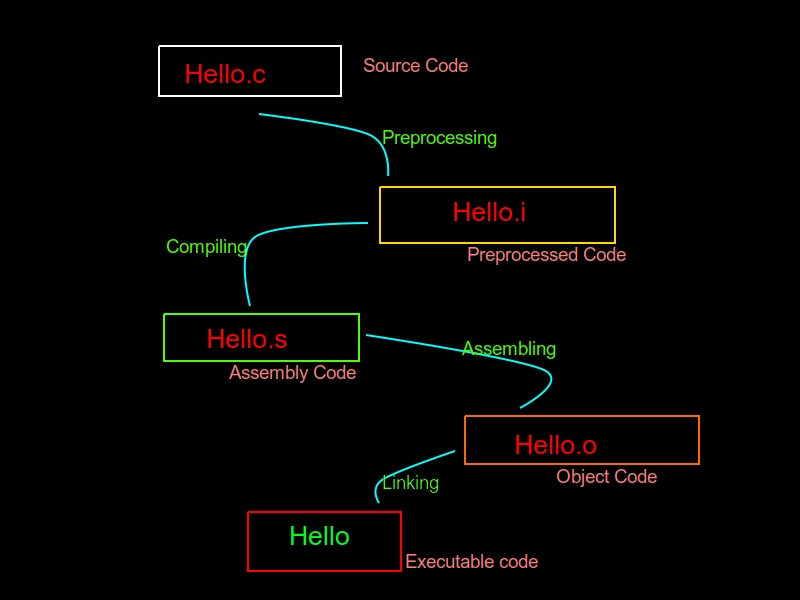 Hello.c
Source Code
Preprocessing
Hello.i
Preprocessed Code
Compiling
Hello.s
Assembly Code
Assembling
Hello.o
Object Code
Linking
Hello
Executable code